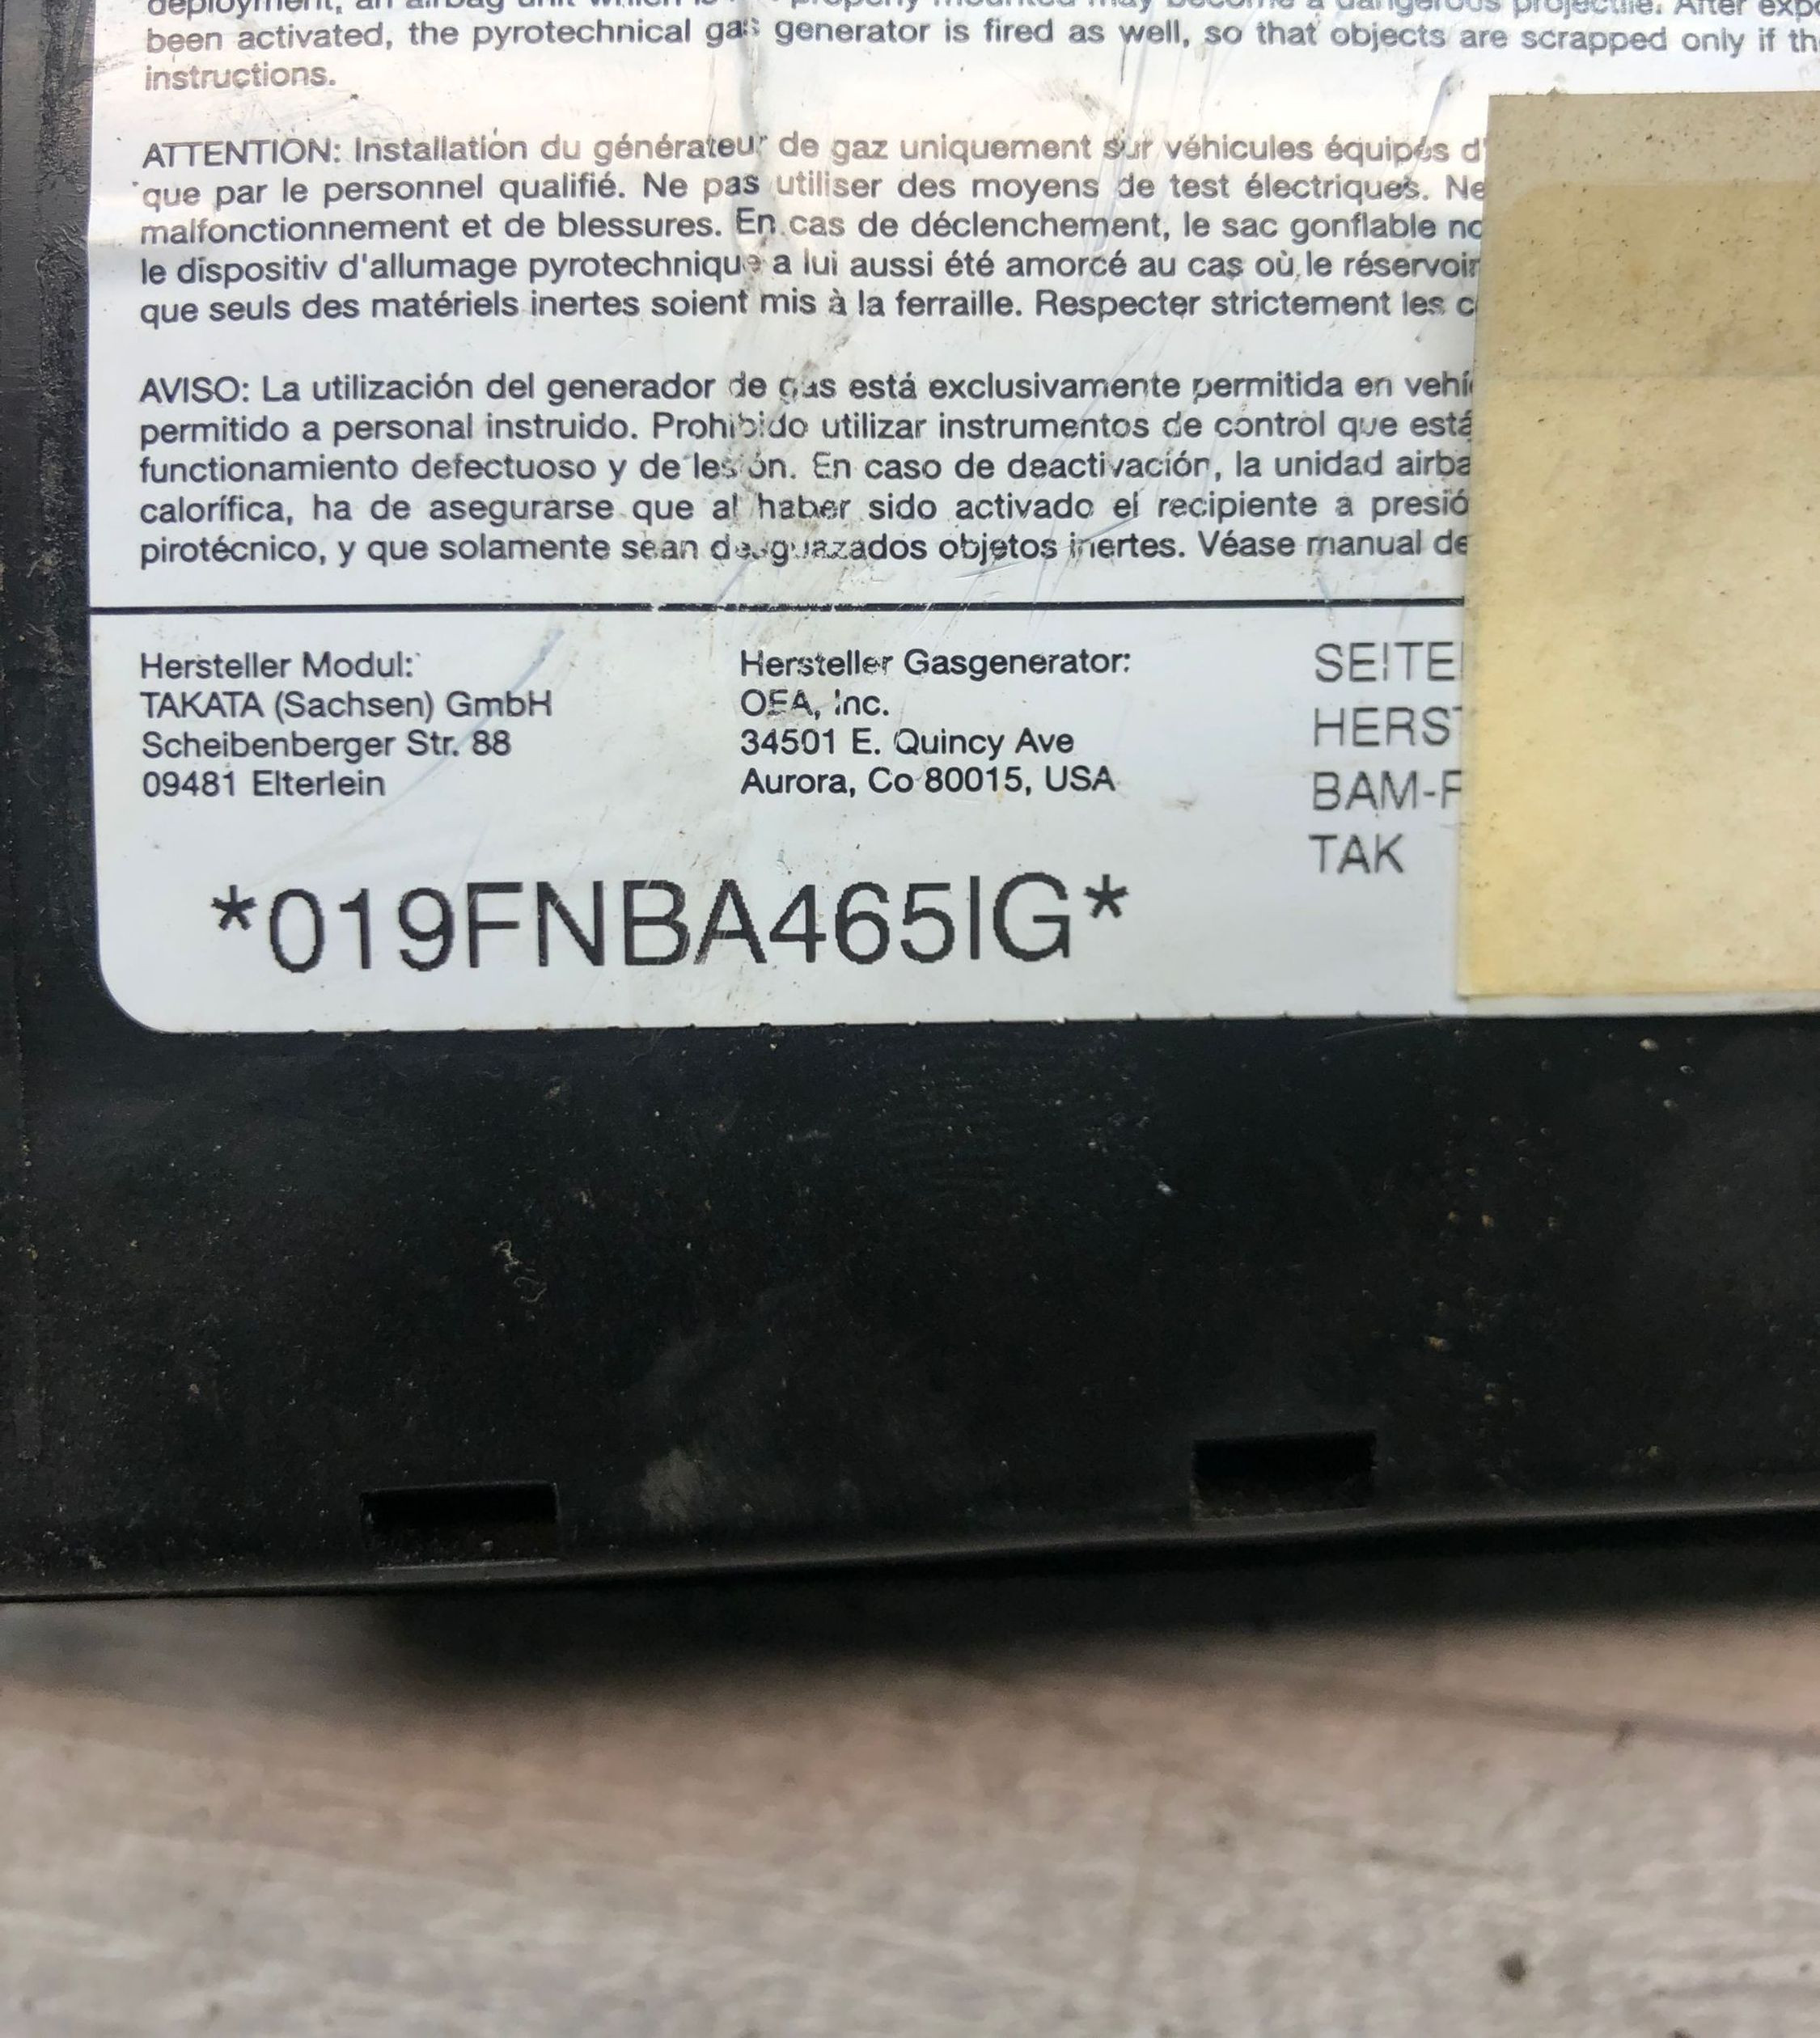 been activated, the pyrotechnical gas generator is fired as well, so that objects are scrapped only if
instructions.
ATTENTION: Installation du générateur de gaz uniquement sur véhicules équipés d'
que par le personnel qualifié. Ne pas utiliser des moyens de test électriques. Ne
malfonctionnement et de blessures. En cas de déclenchement, le sac gonflable
le dispositiv d'allumage pyrotechnique a lui aussi été amorcé au cas où le réservoir
que seuls des matériels inertes soient mis à la ferraille. Respecter strictement les
AVISO: La utilización del generador de gas está exclusivamente permitida en
permitido a personal instruido. Prohibido utilizar instrumentos de control que
functionamiento defectuoso y de lesión. En caso de deactivación, la unidad
calorífica, ha de asegurarse que al haber sido activado el recipiente a
pirotécnico, y que solamente sean desguazados objetos inertes. Véase manual
Hersteller Modul:
TAKATA (Sachsen) GmbH
Scheibenberger Str. 88
09481 Elterlein
Hersteller Gasgenerator:
OEA, Inc.
34501 E. Quincy Ave
Aurora, Co 80015, USA
SEITE
HERS
BAM-P
TAK
*019FNBA465IG*